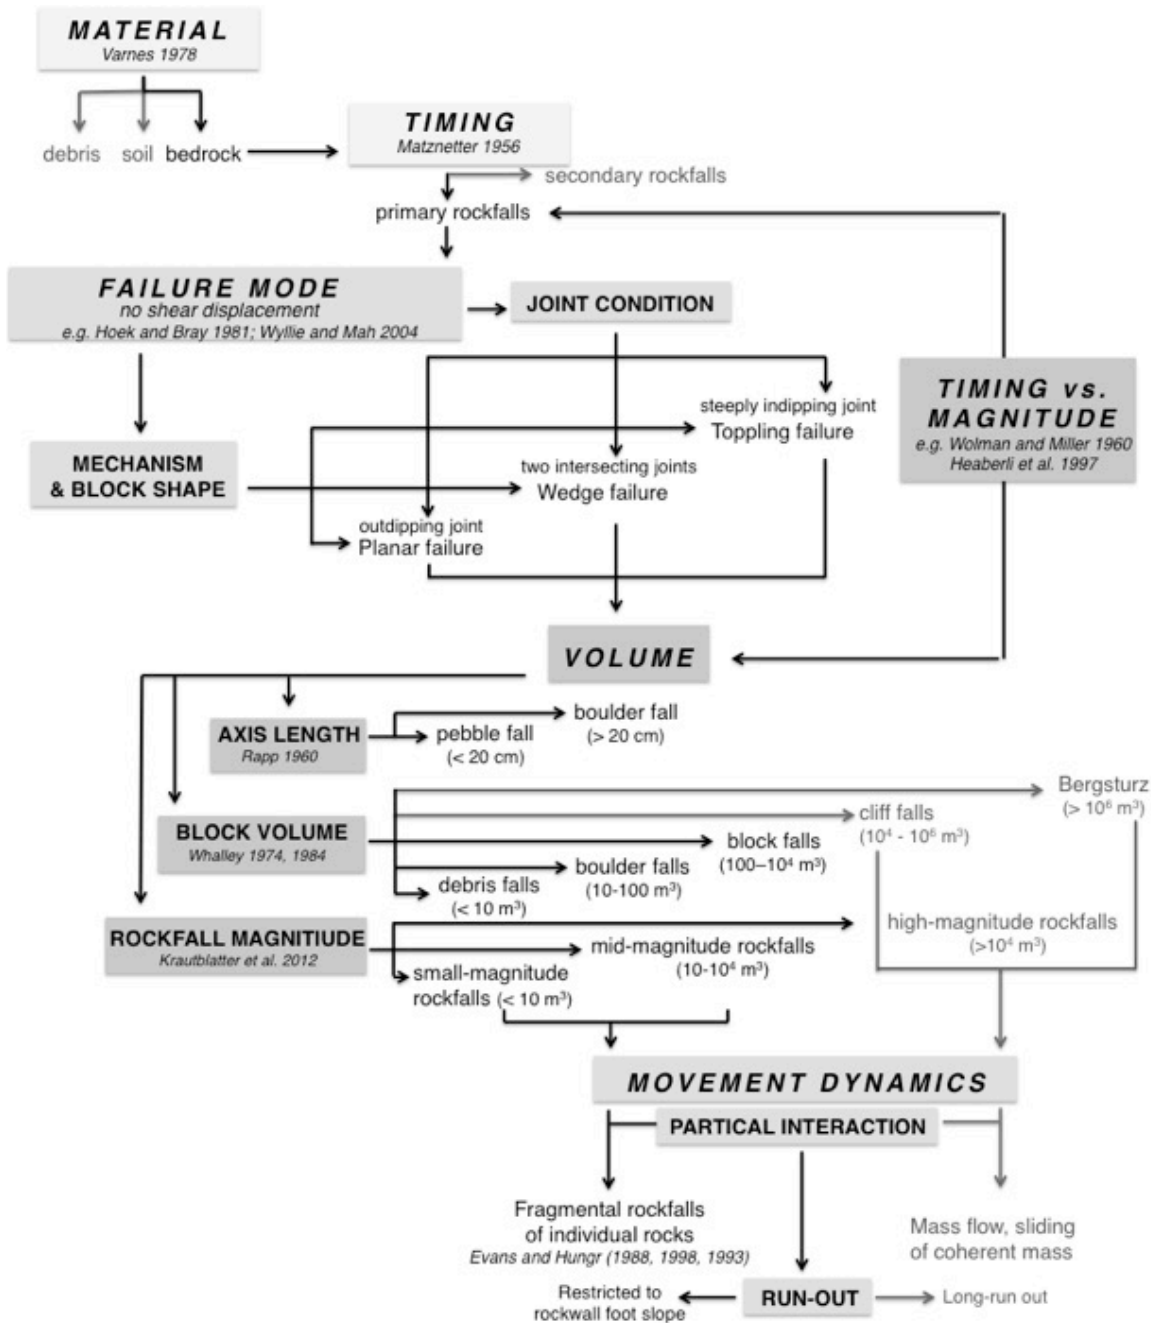 MATERIAL
Varnes 1978
debris
soil
bedrock
TIMING
Matznetter 1956
secondary rockfalls
primary rockfalls
FAILURE MODE
no shear displacement
e.g. Hoek and Bray 1981; Wyllie and Mah 2004
JOINT CONDITION
TIMING vs.
MAGNITUDE
e.g. Wolman and Miller 1960
Heaberli et al. 1997
steeply indipping joint
Toppling failure
MECHANISM
& BLOCK SHAPE
two intersecting joints
Wedge failure
outdipping joint
Planar failure
VOLUME
AXIS LENGTH
Rapp 1960
pebble fall
(< 20 cm)
boulder fall
(> 20 cm)
BLOCK VOLUME
Whalley 1974, 1984
debris falls
(< 10 m³)
boulder falls
(10-100 m³)
block falls
(100–10⁴ m³)
cliff falls
(10⁴ - 10⁶ m³)
Bergsturz
(> 10⁶ m³)
ROCKFALL MAGNITIUDE
Krautblatter et al. 2012
small-magnitude
rockfalls (< 10 m³)
mid-magnitude rockfalls
(10-10⁴ m³)
high-magnitude rockfalls
(>10⁴ m³)
MOVEMENT DYNAMICS
PARTICAL INTERACTION
Fragmental rockfalls
of individual rocks
Evans and Hungr (1988, 1998, 1993)
Mass flow, sliding
of coherent mass
Restricted to
rockwall foot slope
RUN-OUT
Long-run out